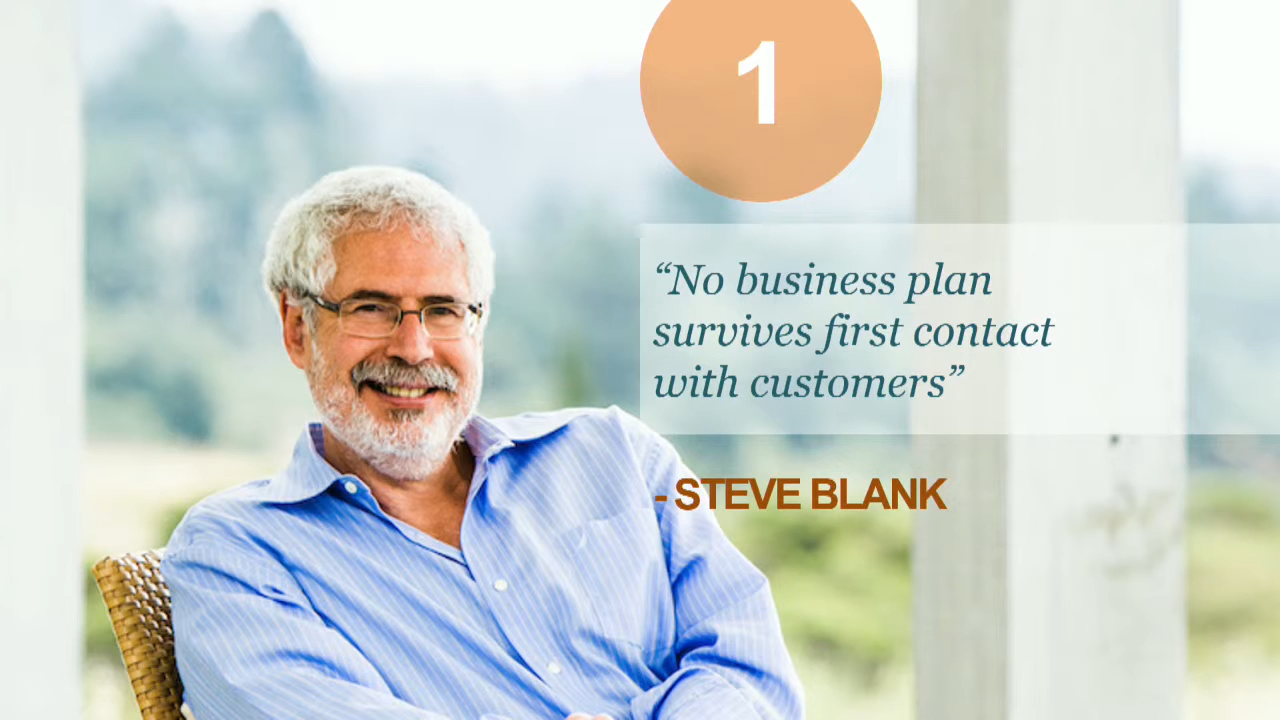 1
“No business plan
survives first contact
with customers”
- STEVE BLANK